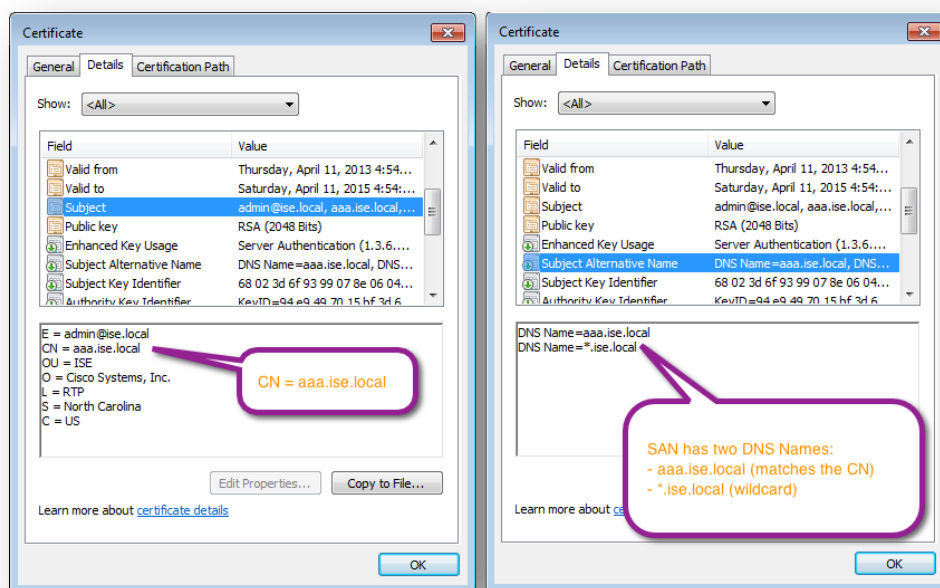 Certificate
General Details Certification Path
Show: <All>
Field Value
Valid from Thursday, April 11, 2013 4:54...
Valid to Saturday, April 11, 2015 4:54:...
Subject admin@ise.local, aaa.ise.local,...
Public key RSA (2048 Bits)
Enhanced Key Usage Server Authentication (1.3.6....
Subject Alternative Name DNS Name=aaa.ise.local, DNS...
Subject Key Identifier 68 02 3d 6f 93 99 07 8e 06 04...
Authority Key Identifier KeyID=94 e9 49 70 15 bf 3d 6
E = admin@ise.local
CN = aaa.ise.local
OU = ISE
O = Cisco Systems, Inc.
L = RTP
S = North Carolina
C = US
CN = aaa.ise.local
Edit Properties... Copy to File...
Learn more about certificate details
OK
Certificate
General Details Certification Path
Show: <All>
Field Value
Valid from Thursday, April 11, 2013 4:54...
Valid to Saturday, April 11, 2015 4:54:...
Subject admin@ise.local, aaa.ise.local,...
Public key RSA (2048 Bits)
Enhanced Key Usage Server Authentication (1.3.6....
Subject Alternative Name DNS Name=aaa.ise.local, DNS...
Subject Key Identifier 68 02 3d 6f 93 99 07 8e 06 04...
Authority Key Identifier KeyID=94 e9 49 70 15 bf 3d 6
DNS Name=aaa.ise.local
DNS Name=*.ise.local
SAN has two DNS Names:
- aaa.ise.local (matches the CN)
- *.ise.local (wildcard)
Learn more about
OK